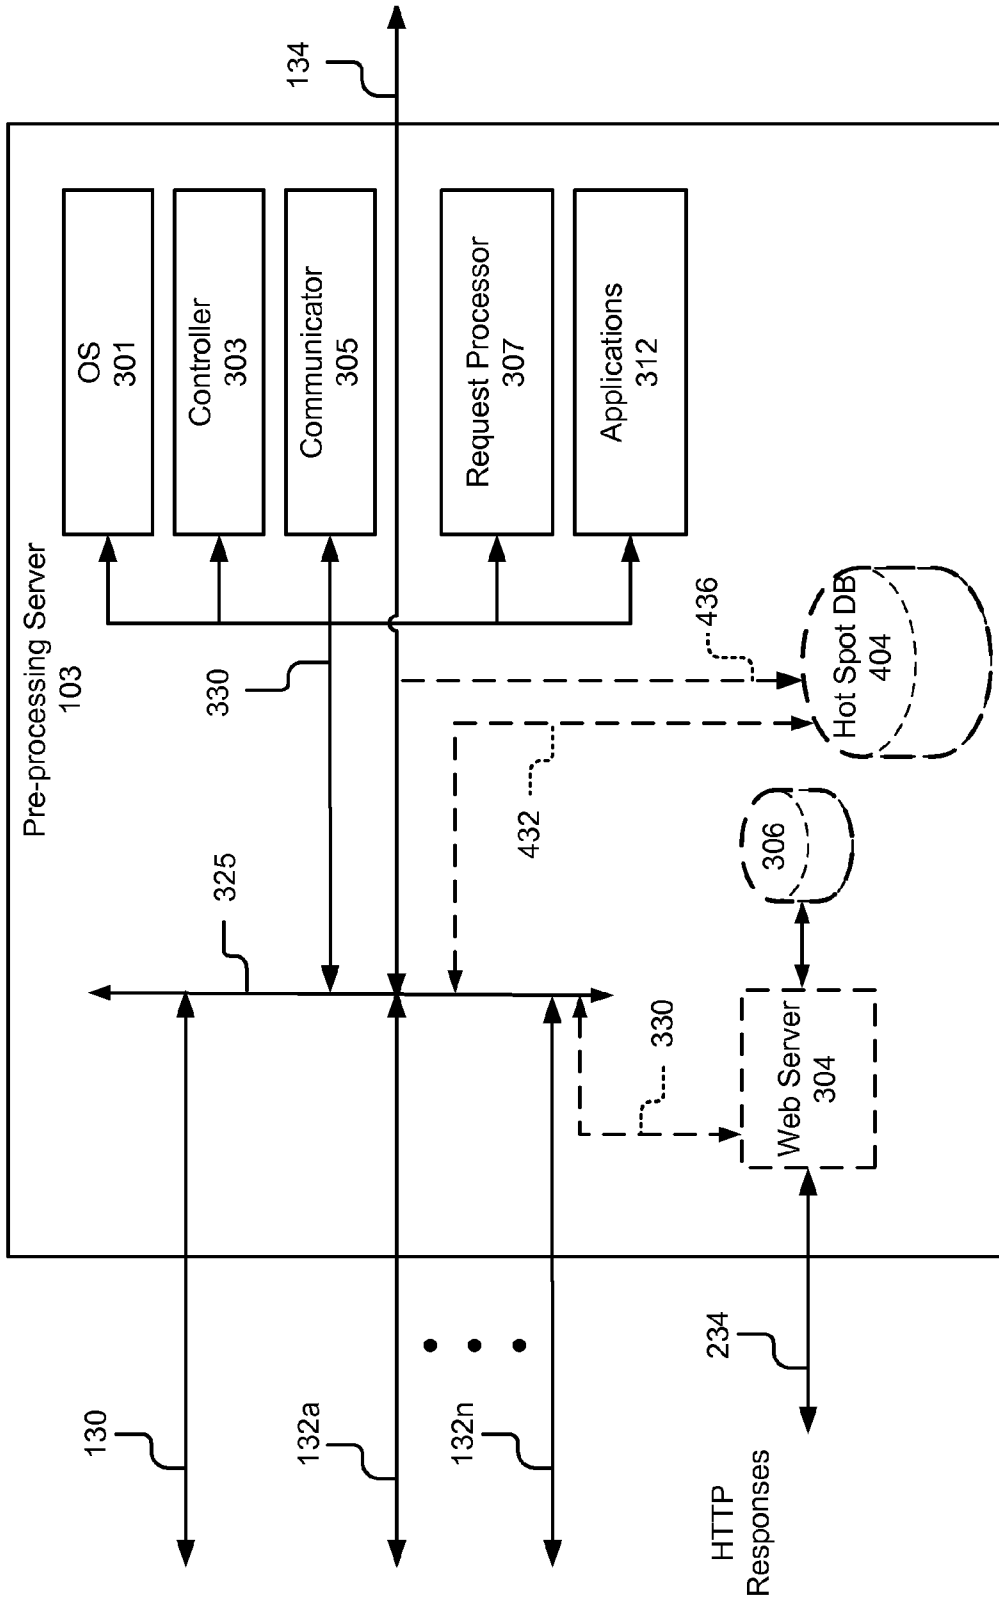 Pre-processing Server
103
OS
301
Controller
303
Communicator
305
Request Processor
307
Applications
312
134
330
325
130
132a
132n
432
436
Hot Spot DB
404
306
330
Web Server
304
234
HTTP
Responses